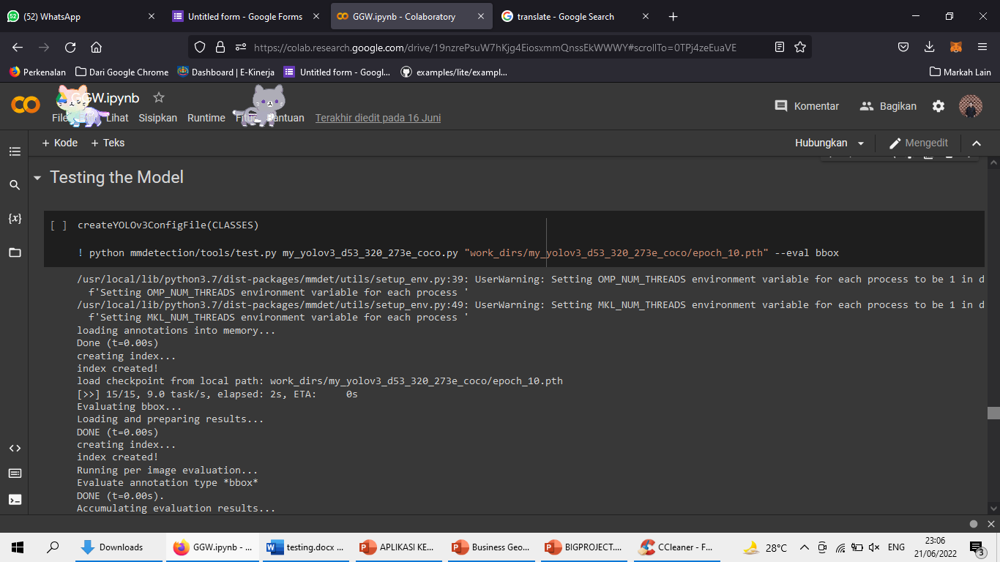 (52) WhatsApp
Untitled form - Google Forms
GGW.ipynb - Colaboratory
translate - Google Search
https://colab.research.google.com/drive/19nzrePsuW7hKjg4EiosxmmQnssEkWWWY#scrollTo=0TPj4zeEuaVE
Perkenalan
Dari Google Chrome
Dashboard | E-Kinerja
Untitled form - Googl...
examples/lite/exampl...
Markah Lain
GGW.ipynb
File
Lihat
Sisipkan
Runtime
Fitur
Bantuan
Terakhir diedit pada 16 Juni
Komentar
Bagikan
+ Kode
+ Teks
Hubungkan
Mengedit
Testing the Model
[ ] createYOLOv3ConfigFile(CLASSES)
! python mmdetection/tools/test.py my_yolov3_d53_320_273e_coco.py "work_dirs/my_yolov3_d53_320_273e_coco/epoch_10.pth" --eval bbox
/usr/local/lib/python3.7/dist-packages/mmdet/utils/setup_env.py:39: UserWarning: Setting OMP_NUM_THREADS environment variable for each process to be 1 in d
f'Setting OMP_NUM_THREADS environment variable for each process '
/usr/local/lib/python3.7/dist-packages/mmdet/utils/setup_env.py:49: UserWarning: Setting MKL_NUM_THREADS environment variable for each process to be 1 in d
f'Setting MKL_NUM_THREADS environment variable for each process '
loading annotations into memory...
Done (t=0.00s)
creating index...
index created!
load checkpoint from local path: work_dirs/my_yolov3_d53_320_273e_coco/epoch_10.pth
[>>] 15/15, 9.0 task/s, elapsed: 2s, ETA:     0s
Evaluating bbox...
Loading and preparing results...
DONE (t=0.00s)
creating index...
index created!
Running per image evaluation...
Evaluate annotation type *bbox*
DONE (t=0.00s).
Accumulating evaluation results...
Downloads
GGW.ipynb - ...
testing.docx ...
APLIKASI KE...
Business Geo...
BIGPROJECT....
CCleaner - F...
28°C
ENG
23:06
21/06/2022
3